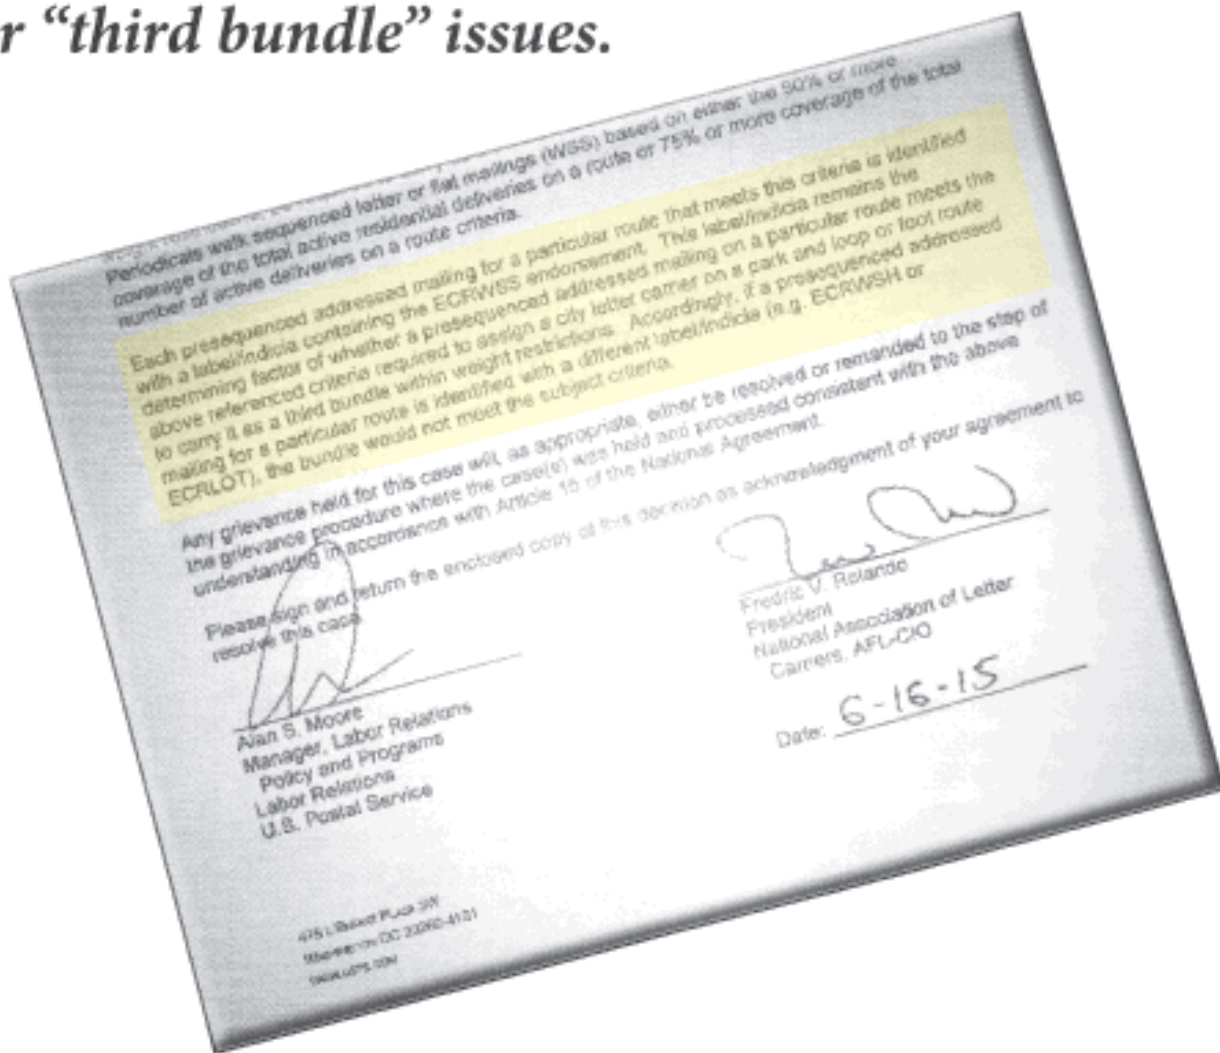 r “third bundle” issues.
Periodicals walk sequenced letter or flat mailings (WSS) based on either the 90% or more
coverage of the total active residential deliveries on a route or 75% or more coverage of the total
number of active deliveries on a route criteria.
Each presequenced addressed mailing for a particular route that meets this criteria is identified
with a label/indicia containing the ECRWSS endorsement. This label/indicia remains the
determining factor of whether a presequenced addressed mailing on a particular route meets the
above referenced criteria required to assign a city letter carrier on a park and loop or foot route
to carry it as a third bundle within weight restrictions. Accordingly, if a presequenced addressed
mailing for a particular route is identified with a different label/indicia (e.g. ECRWSH or
ECRLOT), the bundle would not meet the subject criteria.
Any grievance held for this case will, as appropriate, either be resolved or remanded to the step of
the grievance procedure where the case(s) was held and processed consistent with the above
understanding in accordance with Article 15 of the National Agreement.
Please sign and return the enclosed copy of this decision as acknowledgment of your agreement to
resolve this case.
Alan S. Moore
Manager, Labor Relations
Policy and Programs
Labor Relations
U.S. Postal Service
Fredric V. Rolando
President
National Association of Letter
Carriers, AFL-CIO
Date: 6-16-15
475 L'Enfant Plaza SW
Washington DC 20260-4101
www.usps.com